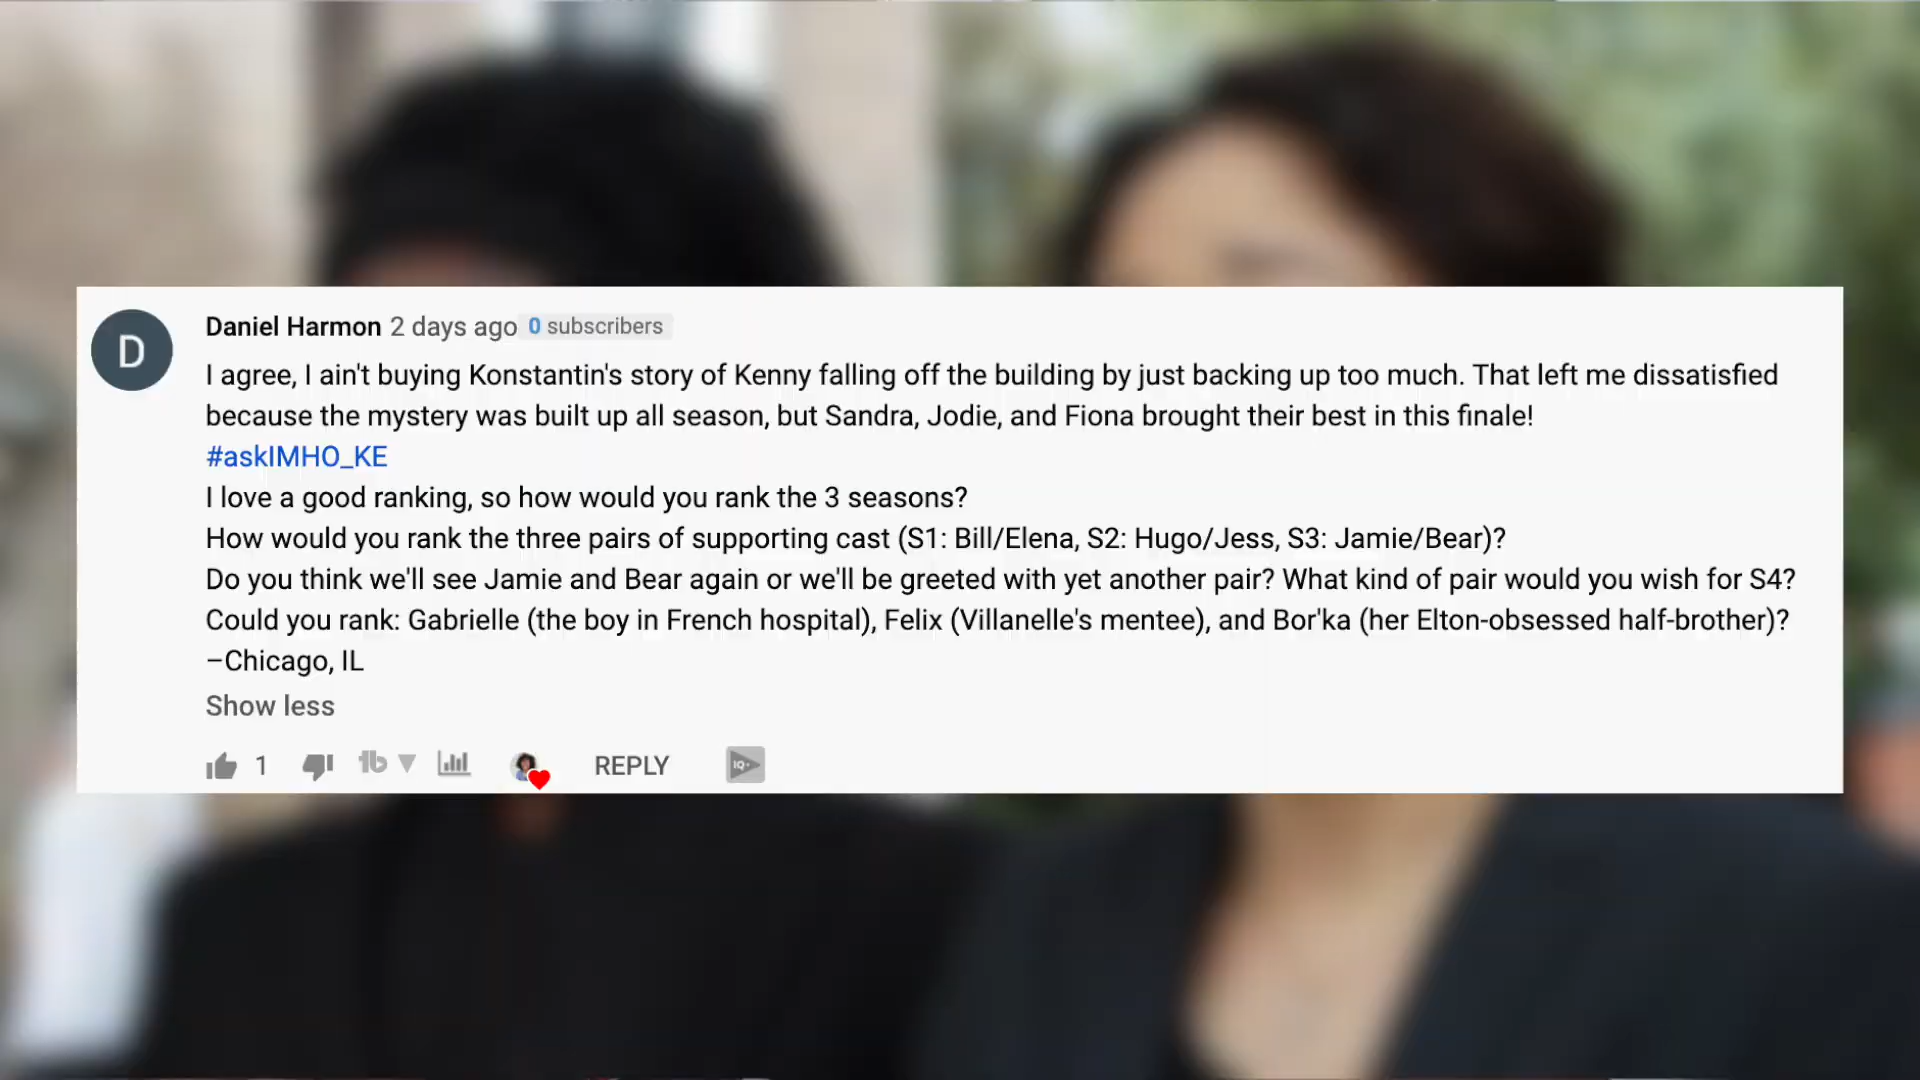 D
Daniel Harmon 2 days ago 0 subscribers
I agree, I ain't buying Konstantin's story of Kenny falling off the building by just backing up too much. That left me dissatisfied
because the mystery was built up all season, but Sandra, Jodie, and Fiona brought their best in this finale!
#askIMHO_KE
I love a good ranking, so how would you rank the 3 seasons?
How would you rank the three pairs of supporting cast (S1: Bill/Elena, S2: Hugo/Jess, S3: Jamie/Bear)?
Do you think we'll see Jamie and Bear again or we'll be greeted with yet another pair? What kind of pair would you wish for S4?
Could you rank: Gabrielle (the boy in French hospital), Felix (Villanelle's mentee), and Bor'ka (her Elton-obsessed half-brother)?
–Chicago, IL
Show less
1 tb REPLY IQ+